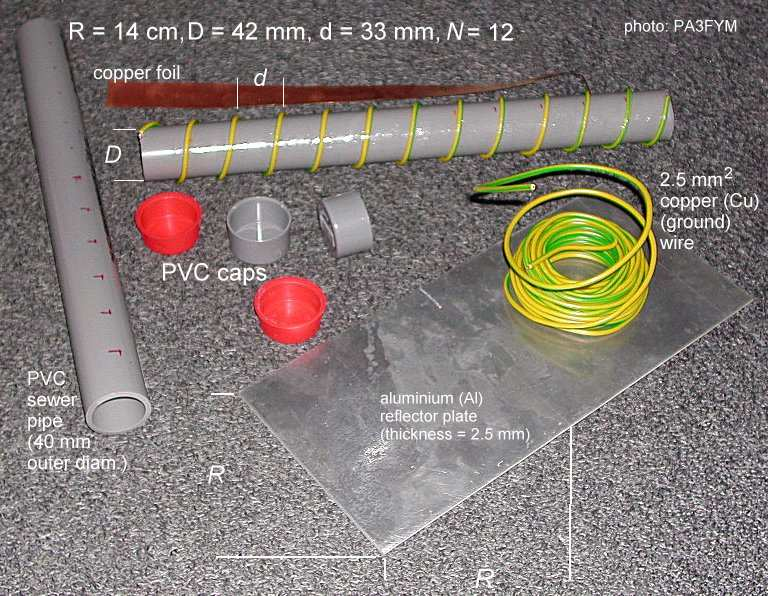 R = 14 cm, D = 42 mm, d = 33 mm, N = 12
photo: PA3FYM
copper foil
d
D
2.5 mm²
copper (Cu)
(ground)
wire
PVC caps
PVC
sewer
pipe
(40 mm
outer diam.)
aluminium (Al)
reflector plate
(thickness = 2.5 mm)
R
R